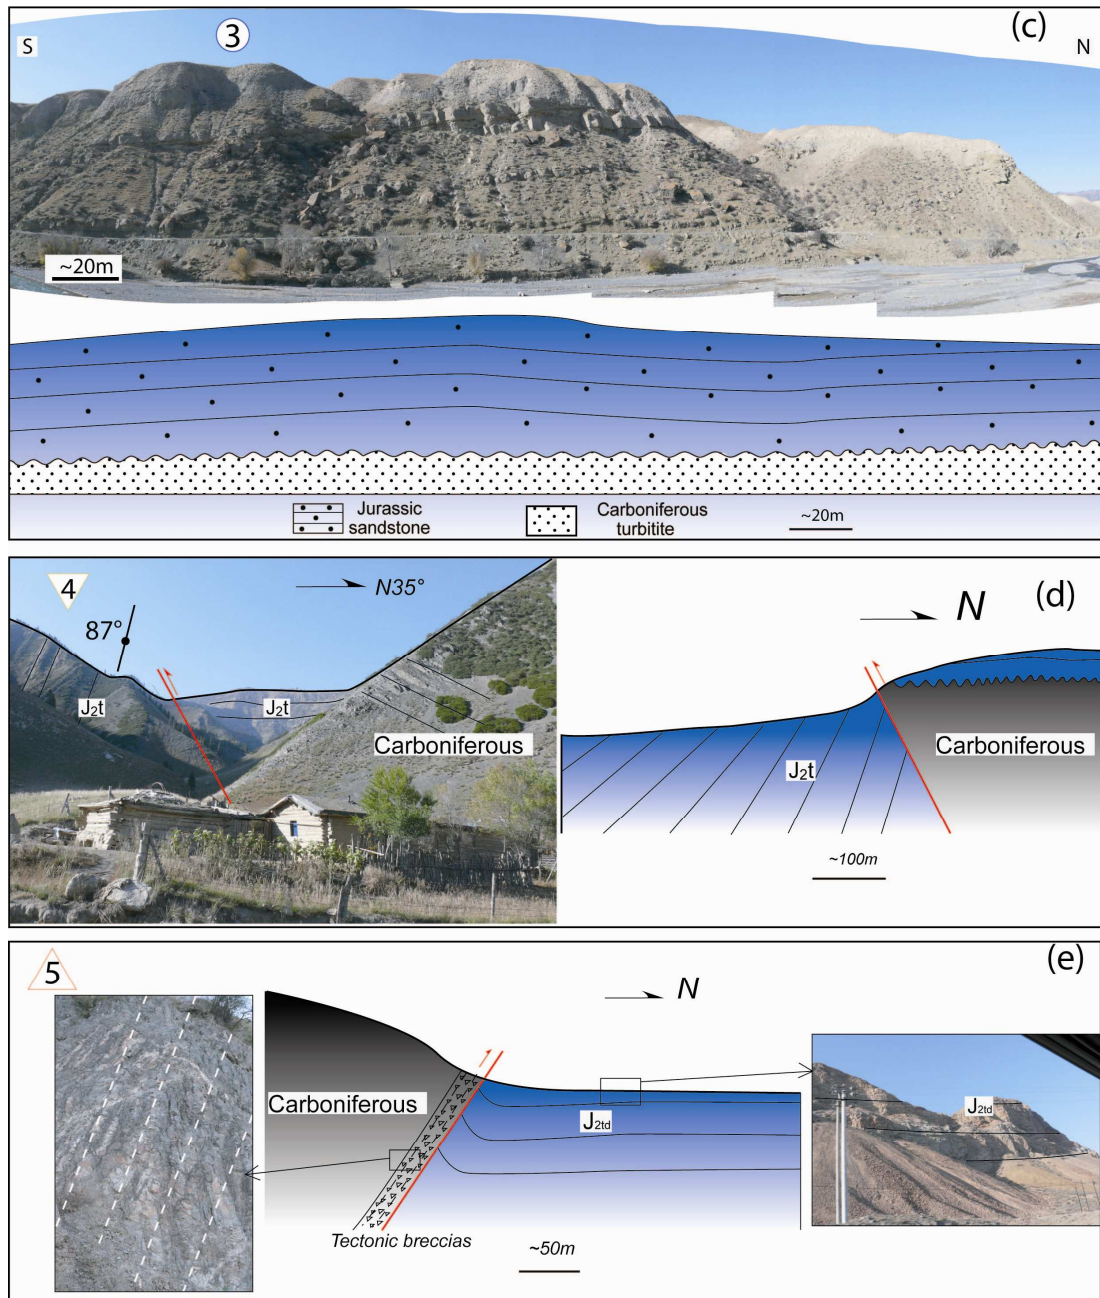 S
3
(c)
N
~20m
Jurassic
sandstone
Carboniferous
turbitite
~20m
4
N35°
87°
J2t
J2t
Carboniferous
(d)
N
J2t
Carboniferous
~100m
5
(e)
N
Carboniferous
J2td
J2td
Tectonic breccias
~50m